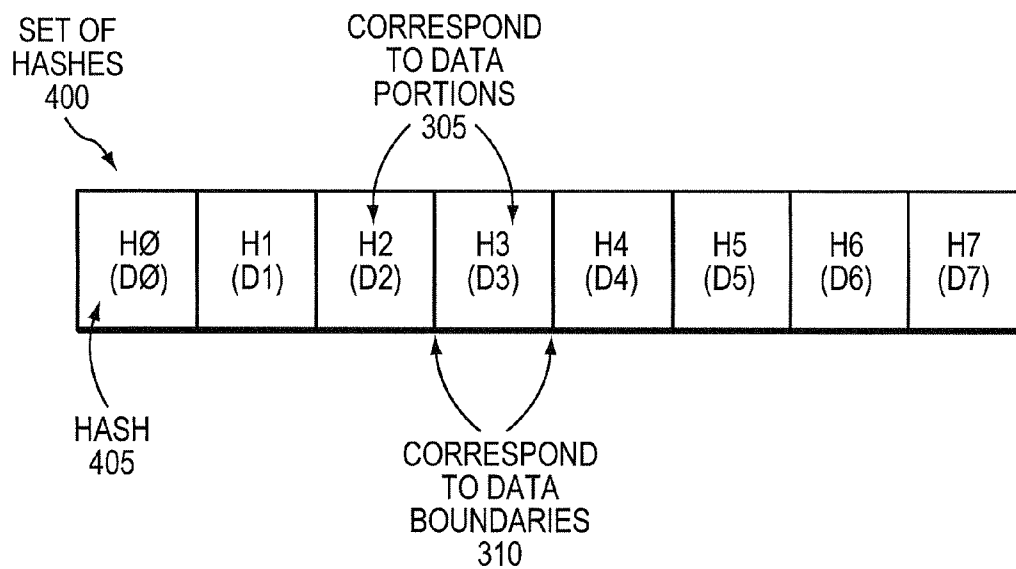 SET OF
HASHES
400
CORRESPOND
TO DATA
PORTIONS
305
HØ
(DØ)
H1
(D1)
H2
(D2)
H3
(D3)
H4
(D4)
H5
(D5)
H6
(D6)
H7
(D7)
HASH
405
CORRESPOND
TO DATA
BOUNDARIES
310